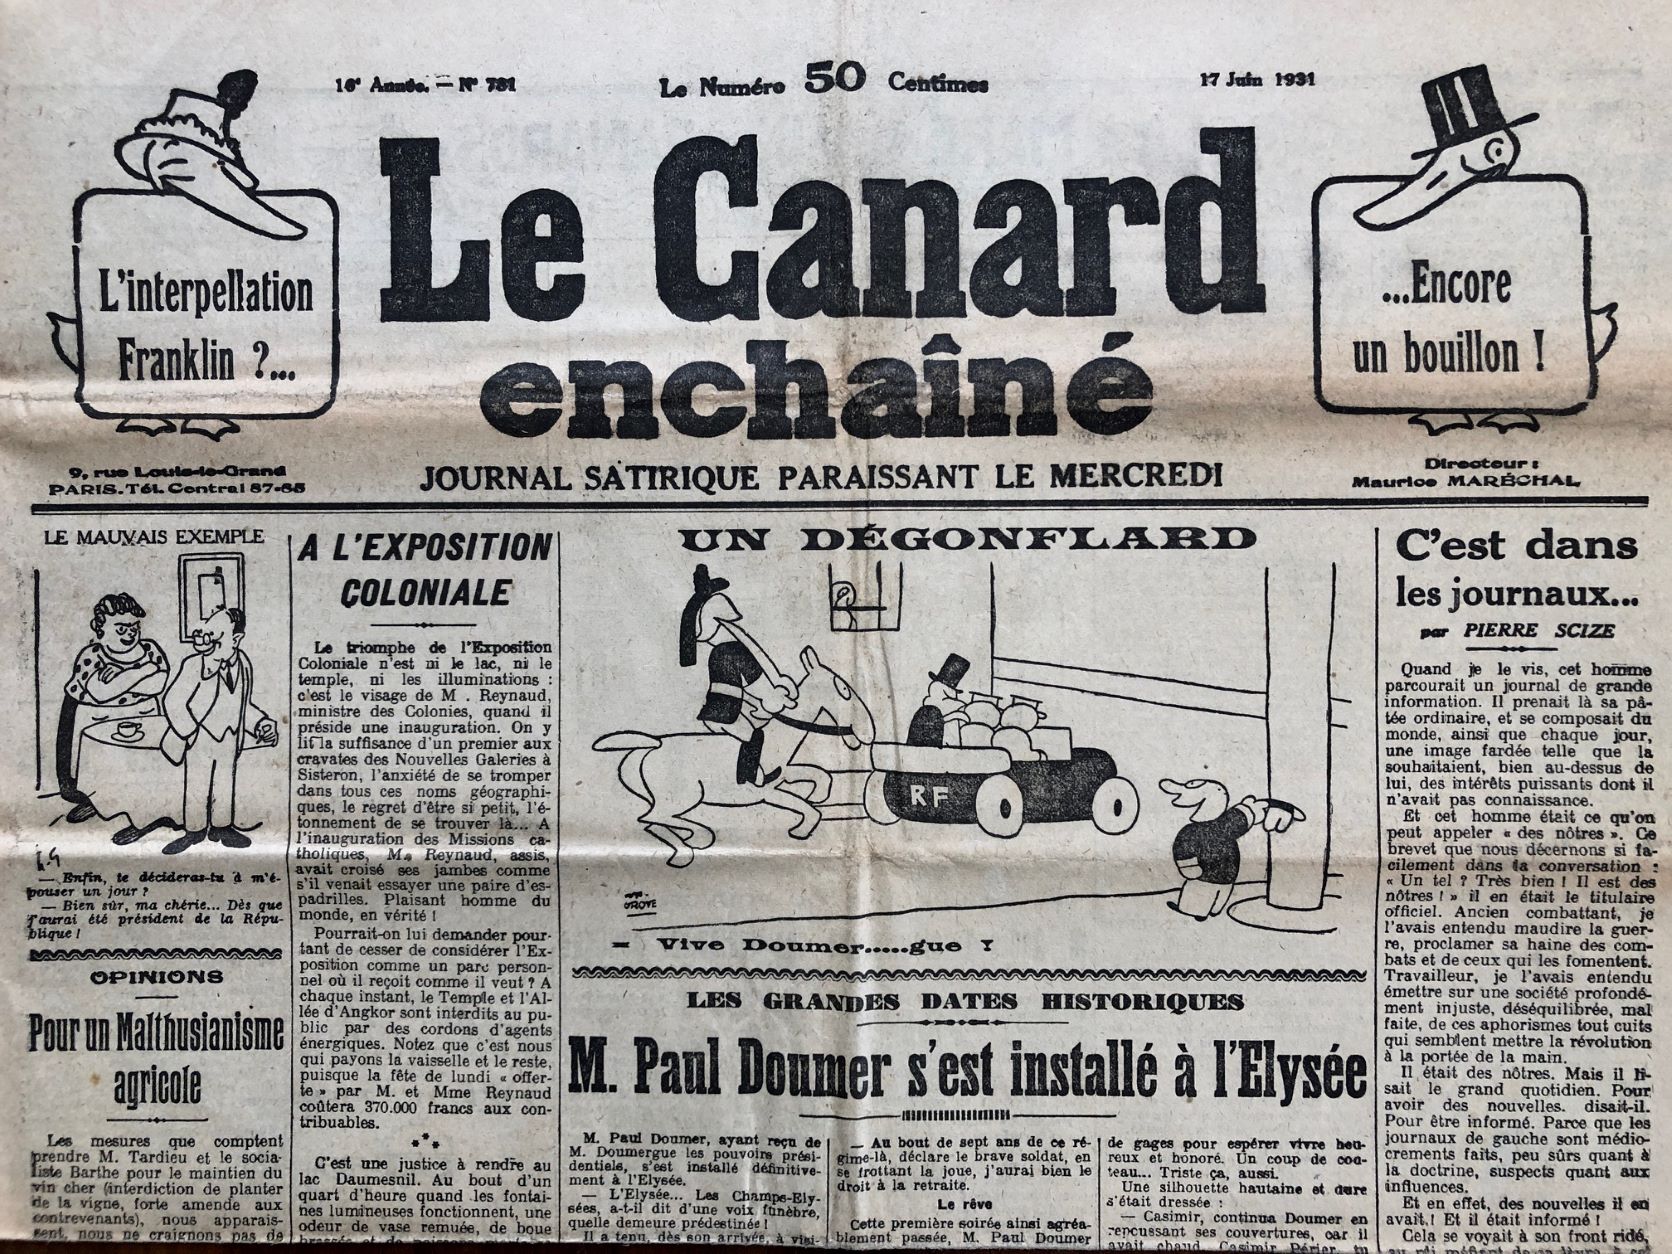 16e Année. — N° 781
Le Numéro 50 Centimes
17 Juin 1931
L'interpellation
Franklin ?...
Le Canard
enchaîné
...Encore
un bouillon !
9, rue Louis-le-Grand
PARIS. Tél. Central 87-85
JOURNAL SATIRIQUE PARAISSANT LE MERCREDI
Directeur :
Maurice MARÉCHAL
LE MAUVAIS EXEMPLE
— Enfin, te décideras-tu à m'é-
pouser un jour ?
— Bien sûr, ma chérie... Dès que
j'aurai été président de la Répu-
blique !
OPINIONS
Pour un Malthusianisme
agricole
Les mesures que comptent
prendre M. Tardieu et le socia-
liste Barthe pour le maintien du
vin cher (interdiction de planter
de la vigne, forte amende aux
contrevenants), nous apparais-
sent, nous ne craignons pas de
A L'EXPOSITION
COLONIALE
Le triomphe de l'Exposition
Coloniale n'est ni le lac, ni le
temple, ni les illuminations :
c'est le visage de M . Reynaud,
ministre des Colonies, quand il
préside une inauguration. On y
lit la suffisance d'un premier aux
cravates des Nouvelles Galeries à
Sisteron, l'anxiété de se tromper
dans tous ces noms géographi-
ques, le regret d'être si petit, l'é-
tonnement de se trouver là... A
l'inauguration des Missions ca-
tholiques, M. Reynaud, assis,
avait croisé ses jambes comme
s'il venait essayer une paire d'es-
padrilles. Plaisant homme du
monde, en vérité !
Pourrait-on lui demander pour-
tant de cesser de considérer l'Ex-
position comme un parc person-
nel où il reçoit comme il veut ? A
chaque instant, le Temple et l'Al-
lée d'Angkor sont interdits au pu-
blic par des cordons d'agents
énergiques. Notez que c'est nous
qui payons la vaisselle et le reste,
puisque la fête de lundi « offer-
te » par M. et Mme Reynaud
coûtera 370.000 francs aux con-
tribuables.
***
C'est une justice à rendre au
lac Daumesnil. Au bout d'un
quart d'heure quand les fontai-
nes lumineuses fonctionnent, une
odeur de vase remuée, de boue
UN DÉGONFLARD
RF
GROVE
— Vive Doumer.....gue !
LES GRANDES DATES HISTORIQUES
M. Paul Doumer s'est installé à l'Elysée
M. Paul Doumer, ayant reçu de
M. Doumergue les pouvoirs prési-
dentiels, s'est installé définitive-
ment à l'Elysée.
— L'Elysée... Les Champs-Ely-
sées, a-t-il dit d'une voix funèbre,
quelle demeure prédestinée !
Il a tenu, dès son arrivée, à visi-
— Au bout de sept ans de ce ré-
gime-là, déclare le brave soldat, en
se frottant la joue, j'aurai bien le
droit à la retraite.
Le rêve
Cette première soirée ainsi agréa-
blement passée, M. Paul Doumer
de gages pour espérer vivre heu-
reux et honoré. Un coup de cou-
teau... Triste ça, aussi.
Une silhouette hautaine et dure
s'était dressée :
— Casimir, continua Doumer en
repoussant ses couvertures, car il
avait chaud, Casimir Périer, tu
C'est dans
les journaux...
par PIERRE SCIZE
Quand je le vis, cet homme
parcourait un journal de grande
information. Il prenait là sa pâ-
tée ordinaire, et se composait du
monde, ainsi que chaque jour,
une image fardée telle que la
souhaitaient, bien au-dessus de
lui, des intérêts puissants dont il
n'avait pas connaissance.
Et cet homme était ce qu'on
peut appeler « des nôtres ». Ce
brevet que nous décernons si fa-
cilement dans la conversation :
« Un tel ? Très bien ! Il est des
nôtres ! » il en était le titulaire
officiel. Ancien combattant, je
l'avais entendu maudire la guer-
re, proclamer sa haine des com-
bats et de ceux qui les fomentent.
Travailleur, je l'avais entendu
émettre sur une société profondé-
ment injuste, déséquilibrée, mal
faite, de ces aphorismes tout cuits
qui semblent mettre la révolution
à la portée de la main.
Il était des nôtres. Mais il li-
sait le grand quotidien. Pour
avoir des nouvelles. disait-il.
Pour être informé. Parce que les
journaux de gauche sont médio-
crement faits, peu sûrs quant à
la doctrine, suspects quant aux
influences.
Et en effet, des nouvelles il en
avait ! Et il était informé !
Cela se voyait à son front ridé,